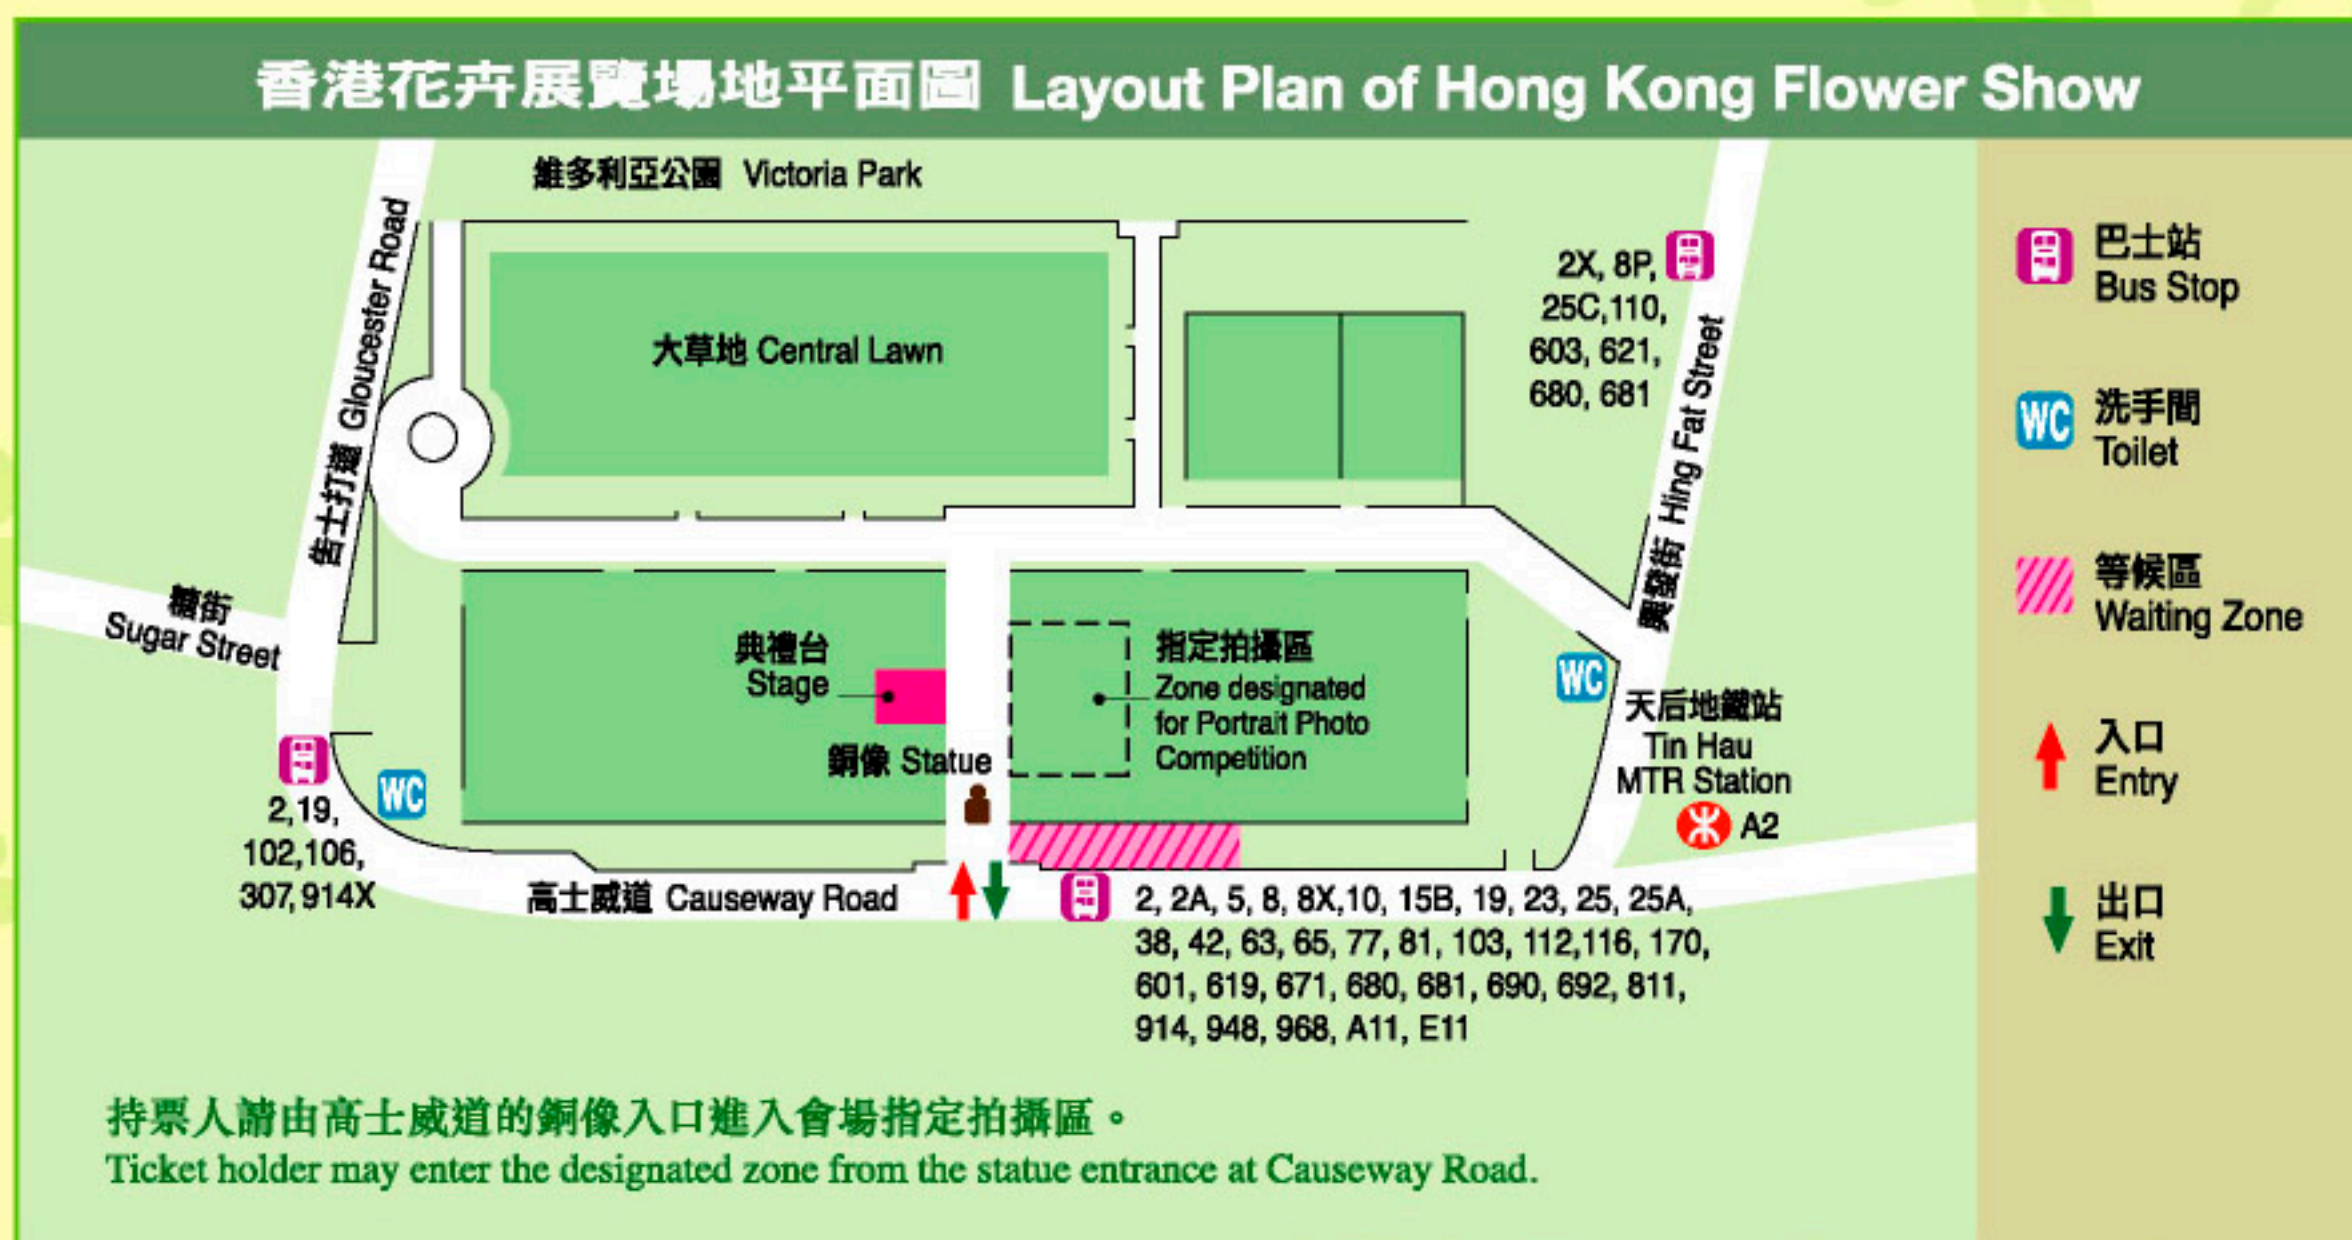 香港花卉展覽場地平面圖 Layout Plan of Hong Kong Flower Show
維多利亞公園 Victoria Park
告士打道 Gloucester Road
大草地 Central Lawn
2X, 8P,
25C,110,
603, 621,
680, 681
興發街 Hing Fat Street
糖街
Sugar Street
典禮台
Stage
銅像 Statue
指定拍攝區
Zone designated
for Portrait Photo
Competition
WC
天后地鐵站
Tin Hau
MTR Station
A2
WC
2,19,
102,106,
307,914X
高士威道 Causeway Road
2, 2A, 5, 8, 8X,10, 15B, 19, 23, 25, 25A,
38, 42, 63, 65, 77, 81, 103, 112,116, 170,
601, 619, 671, 680, 681, 690, 692, 811,
914, 948, 968, A11, E11
持票人請由高士威道的銅像入口進入會場指定拍攝區。
Ticket holder may enter the designated zone from the statue entrance at Causeway Road.
巴士站
Bus Stop
WC
洗手間
Toilet
等候區
Waiting Zone
入口
Entry
出口
Exit